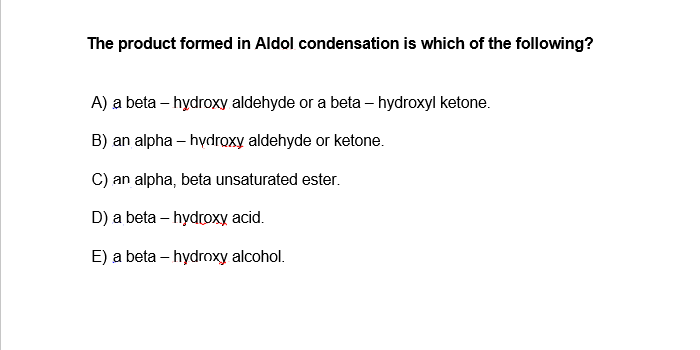 The product formed in Aldol condensation is which of the following?
A) a beta – hydroxy aldehyde or a beta – hydroxyl ketone.
B) an alpha – hydroxy aldehyde or ketone.
C) an alpha, beta unsaturated ester.
D) a beta – hydroxy acid.
E) a beta – hydroxy alcohol.